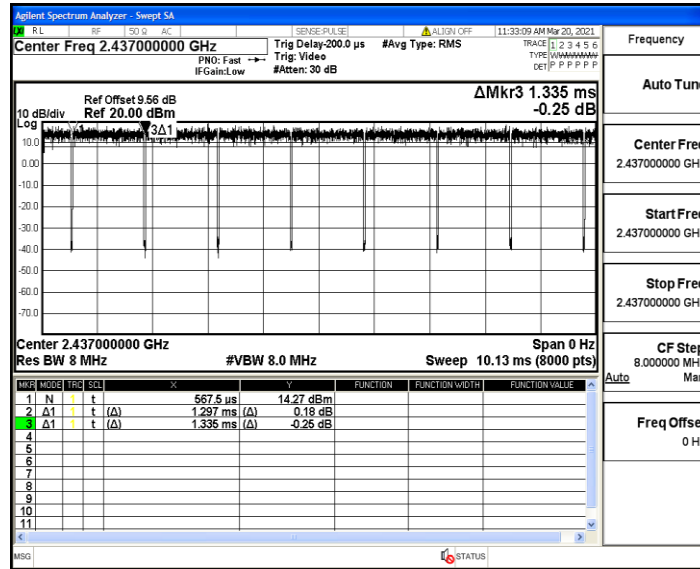 Agilent Spectrum Analyzer - Swept SA
RL RF 50 Ω AC SENSE:PULSE ALIGN OFF 11:33:09 AM Mar 20, 2021
Center Freq 2.437000000 GHz
PNO: Fast
IFGain:Low
Trig Delay-200.0 µs
Trig: Video
#Atten: 30 dB
#Avg Type: RMS
TRACE 1 2 3 4 5 6
TYPE
DET P P P P P P
ΔMkr3 1.335 ms
-0.25 dB
Ref Offset 9.56 dB
10 dB/div Ref 20.00 dBm
Log
3Δ1
10.0
0.00
-10.0
-20.0
-30.0
-40.0
-50.0
-60.0
-70.0
Center 2.437000000 GHz Span 0 Hz
Res BW 8 MHz #VBW 8.0 MHz Sweep 10.13 ms (8000 pts)
MKR MODE TRC SCL X Y FUNCTION FUNCTION WIDTH FUNCTION VALUE
1 N 1 t 567.5 µs 14.27 dBm
2 Δ1 1 t (Δ) 1.297 ms (Δ) 0.18 dB
3 Δ1 1 t (Δ) 1.335 ms (Δ) -0.25 dB
4
5
6
7
8
9
10
11
MSG STATUS
Frequency
Auto Tun
Center Fre
2.437000000 GH
Start Fre
2.437000000 GH
Stop Fre
2.437000000 GH
CF Ste
8.000000 MH
Auto Ma
Freq Offse
0 H